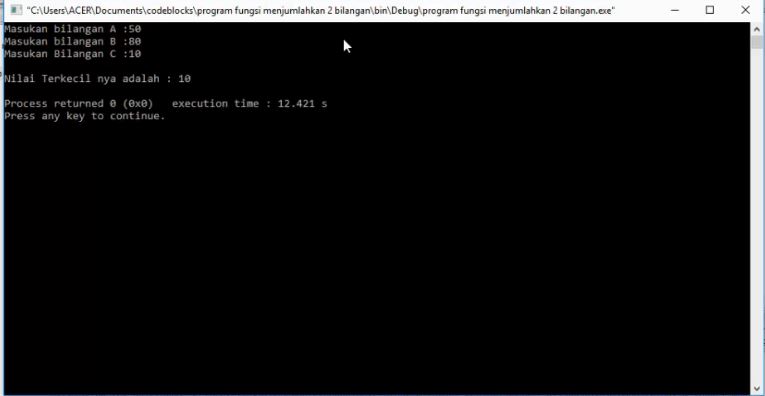 "C:\Users\ACER\Documents\codeblocks\program fungsi menjumlahkan 2 bilangan\bin\Debug\program fungsi menjumlahkan 2 bilangan.exe"
Masukan bilangan A :50
Masukan bilangan B :80
Masukan Bilangan C :10
Nilai Terkecil nya adalah : 10
Process returned 0 (0x0) execution time : 12.421 s
Press any key to continue.